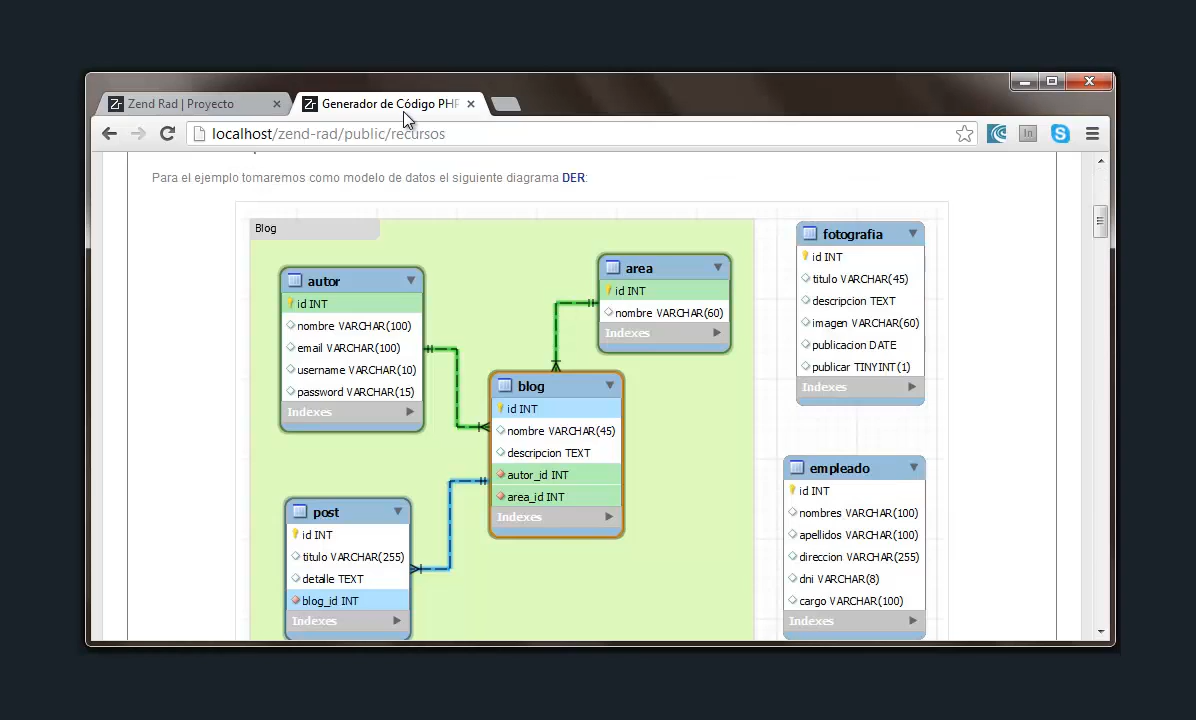 Zend Rad | Proyecto
Generador de Código PHP
localhost/zend-rad/public/recursos
Para el ejemplo tomaremos como modelo de datos el siguiente diagrama DER:
Blog
autor
id INT
nombre VARCHAR(100)
email VARCHAR(100)
username VARCHAR(10)
password VARCHAR(15)
Indexes
area
id INT
nombre VARCHAR(60)
Indexes
fotografia
id INT
titulo VARCHAR(45)
descripcion TEXT
imagen VARCHAR(60)
publicacion DATE
publicar TINYINT(1)
Indexes
blog
id INT
nombre VARCHAR(45)
descripcion TEXT
autor_id INT
area_id INT
Indexes
post
id INT
titulo VARCHAR(255)
detalle TEXT
blog_id INT
Indexes
empleado
id INT
nombres VARCHAR(100)
apellidos VARCHAR(100)
direccion VARCHAR(255)
dni VARCHAR(8)
cargo VARCHAR(100)
Indexes